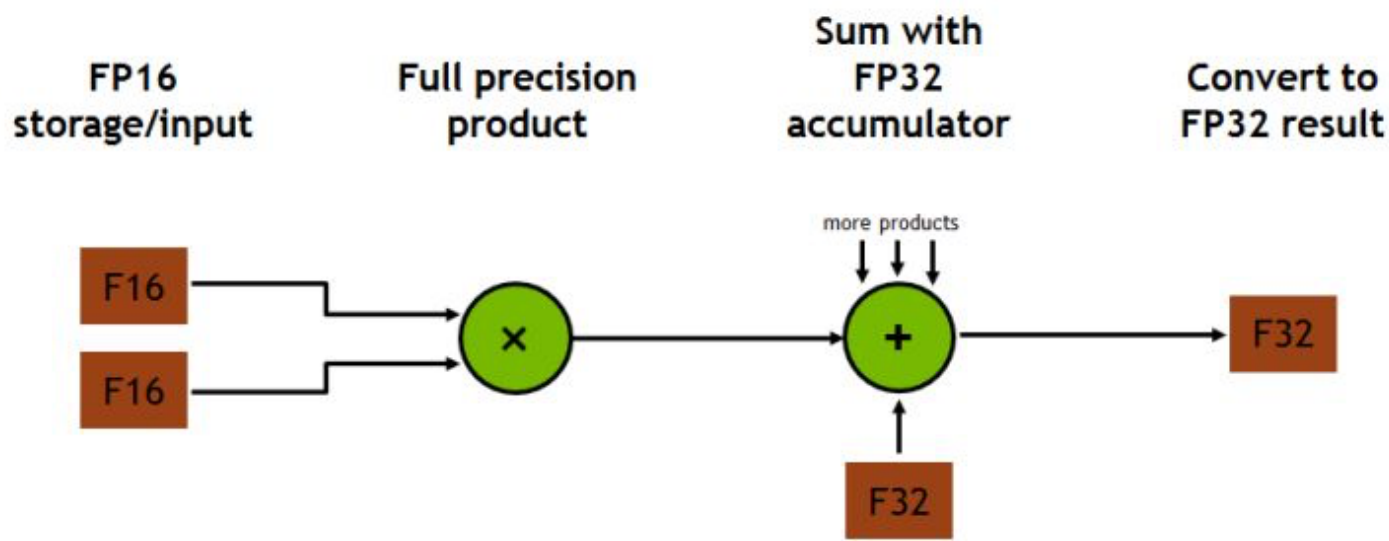 FP16
storage/input
Full precision
product
Sum with
FP32
accumulator
Convert to
FP32 result
more products
F16
F16
×
+
F32
F32